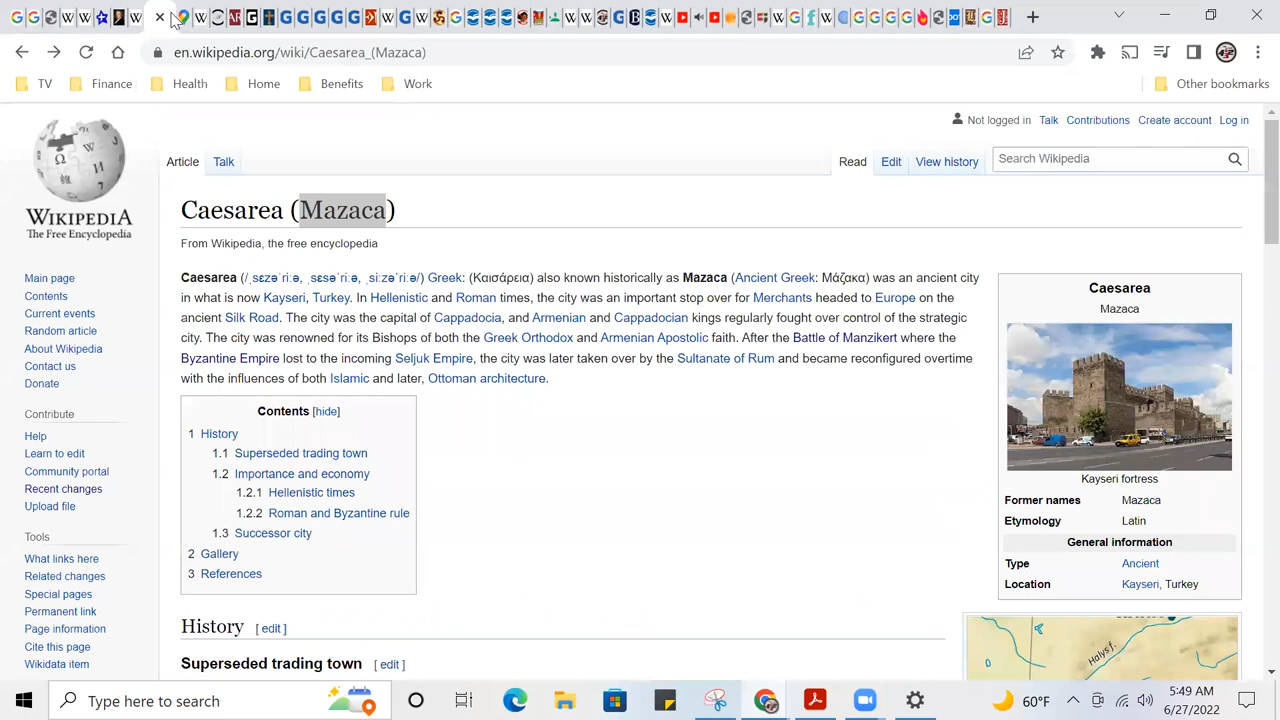 en.wikipedia.org/wiki/Caesarea_(Mazaca)
TV Finance Health Home Benefits Work Other bookmarks
Not logged in Talk Contributions Create account Log in
Article Talk Read Edit View history Search Wikipedia
WIKIPEDIA
The Free Encyclopedia
Main page
Contents
Current events
Random article
About Wikipedia
Contact us
Donate
Contribute
Help
Learn to edit
Community portal
Recent changes
Upload file
Tools
What links here
Related changes
Special pages
Permanent link
Page information
Cite this page
Wikidata item
Caesarea (Mazaca)
From Wikipedia, the free encyclopedia
Caesarea (/ˌsɛzəˈriːə, ˌsɛsəˈriːə, ˌsiːzəˈriːə/) Greek: (Καισάρεια) also known historically as Mazaca (Ancient Greek: Μάζακα) was an ancient city
in what is now Kayseri, Turkey. In Hellenistic and Roman times, the city was an important stop over for Merchants headed to Europe on the
ancient Silk Road. The city was the capital of Cappadocia, and Armenian and Cappadocian kings regularly fought over control of the strategic
city. The city was renowned for its Bishops of both the Greek Orthodox and Armenian Apostolic faith. After the Battle of Manzikert where the
Byzantine Empire lost to the incoming Seljuk Empire, the city was later taken over by the Sultanate of Rum and became reconfigured overtime
with the influences of both Islamic and later, Ottoman architecture.
Contents [hide]
1 History
1.1 Superseded trading town
1.2 Importance and economy
1.2.1 Hellenistic times
1.2.2 Roman and Byzantine rule
1.3 Successor city
2 Gallery
3 References
History [ edit ]
Superseded trading town [ edit ]
Caesarea
Mazaca
Kayseri fortress
Former names Mazaca
Etymology Latin
General information
Type Ancient
Location Kayseri, Turkey
Halys f.
Type here to search
60°F
5:49 AM
6/27/2022